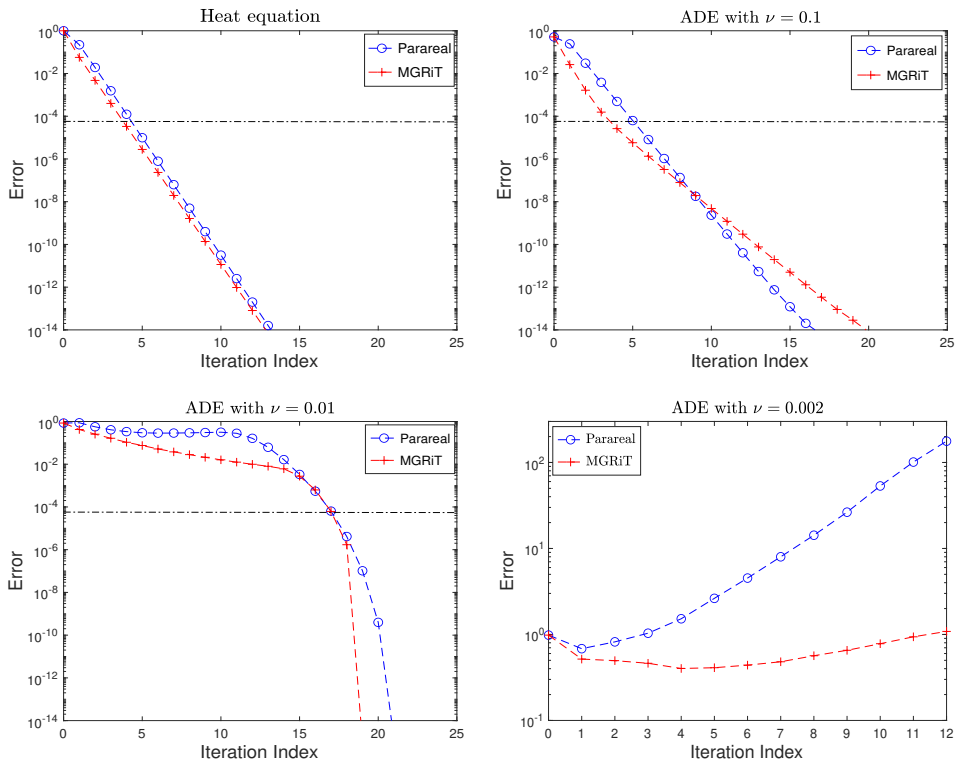 Heat equation
10^0
10^-2
10^-4
10^-6
10^-8
10^-10
10^-12
10^-14
Error
0 5 10 15 20 25
Iteration Index
Parareal
MGRiT
ADE with ν = 0.1
10^0
10^-2
10^-4
10^-6
10^-8
10^-10
10^-12
10^-14
Error
0 5 10 15 20 25
Iteration Index
Parareal
MGRiT
ADE with ν = 0.01
10^0
10^-2
10^-4
10^-6
10^-8
10^-10
10^-12
10^-14
Error
0 5 10 15 20 25
Iteration Index
Parareal
MGRiT
ADE with ν = 0.002
10^2
10^1
10^0
10^-1
Error
0 1 2 3 4 5 6 7 8 9 10 11 12
Iteration Index
Parareal
MGRiT